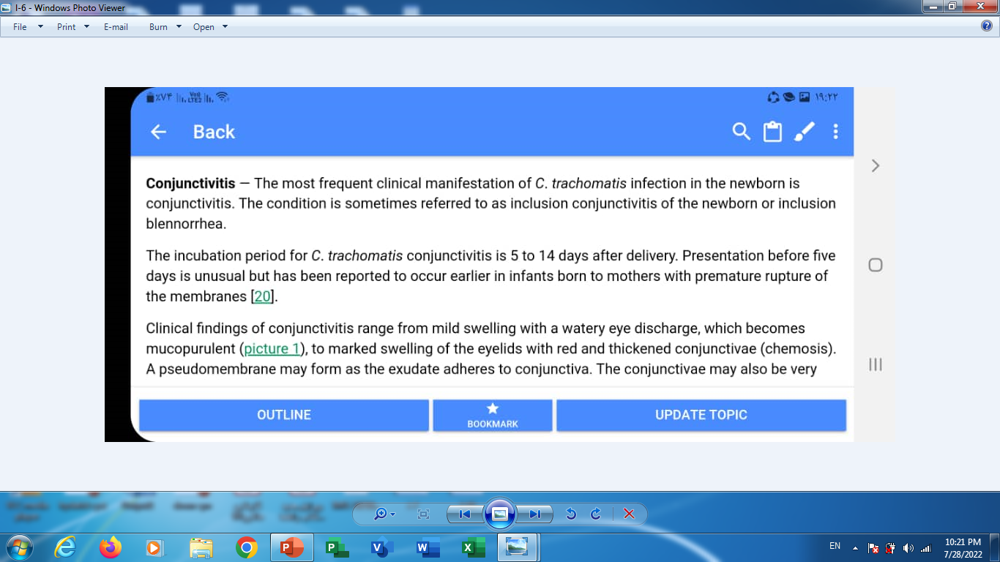 I-6 - Windows Photo Viewer
File Print E-mail Burn Open
٪۷۴ LTE2 ۱۹:۲۲
Back
Conjunctivitis — The most frequent clinical manifestation of C. trachomatis infection in the newborn is
conjunctivitis. The condition is sometimes referred to as inclusion conjunctivitis of the newborn or inclusion
blennorrhea.
The incubation period for C. trachomatis conjunctivitis is 5 to 14 days after delivery. Presentation before five
days is unusual but has been reported to occur earlier in infants born to mothers with premature rupture of
the membranes [20].
Clinical findings of conjunctivitis range from mild swelling with a watery eye discharge, which becomes
mucopurulent (picture 1), to marked swelling of the eyelids with red and thickened conjunctivae (chemosis).
A pseudomembrane may form as the exudate adheres to conjunctiva. The conjunctivae may also be very
OUTLINE
BOOKMARK
UPDATE TOPIC
EN
10:21 PM
7/28/2022